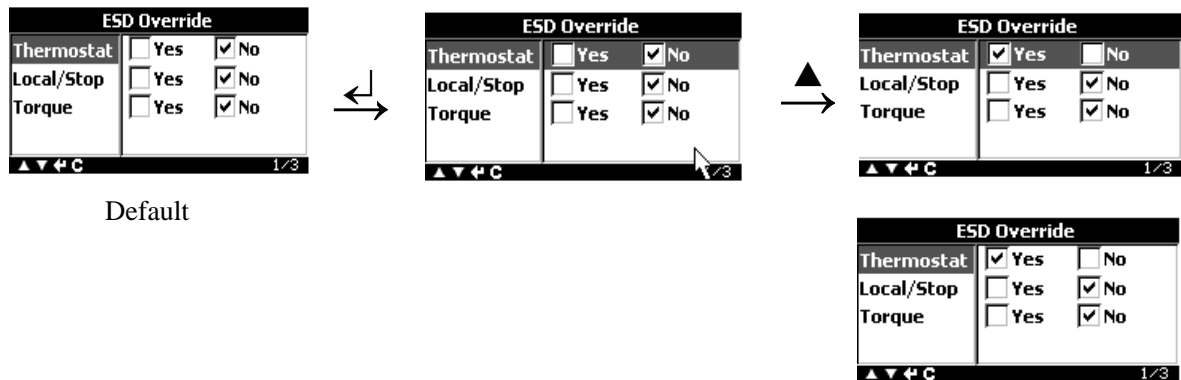 ESD Override
Thermostat Yes No
Local/Stop Yes No
Torque Yes No
▲ ▼ ↵ C 1/3
Default
ESD Override
Thermostat Yes No
Local/Stop Yes No
Torque Yes No
▲ ▼ ↵ C /3
ESD Override
Thermostat Yes No
Local/Stop Yes No
Torque Yes No
▲ ▼ ↵ C 1/3
ESD Override
Thermostat Yes No
Local/Stop Yes No
Torque Yes No
▲ ▼ ↵ C 1/3